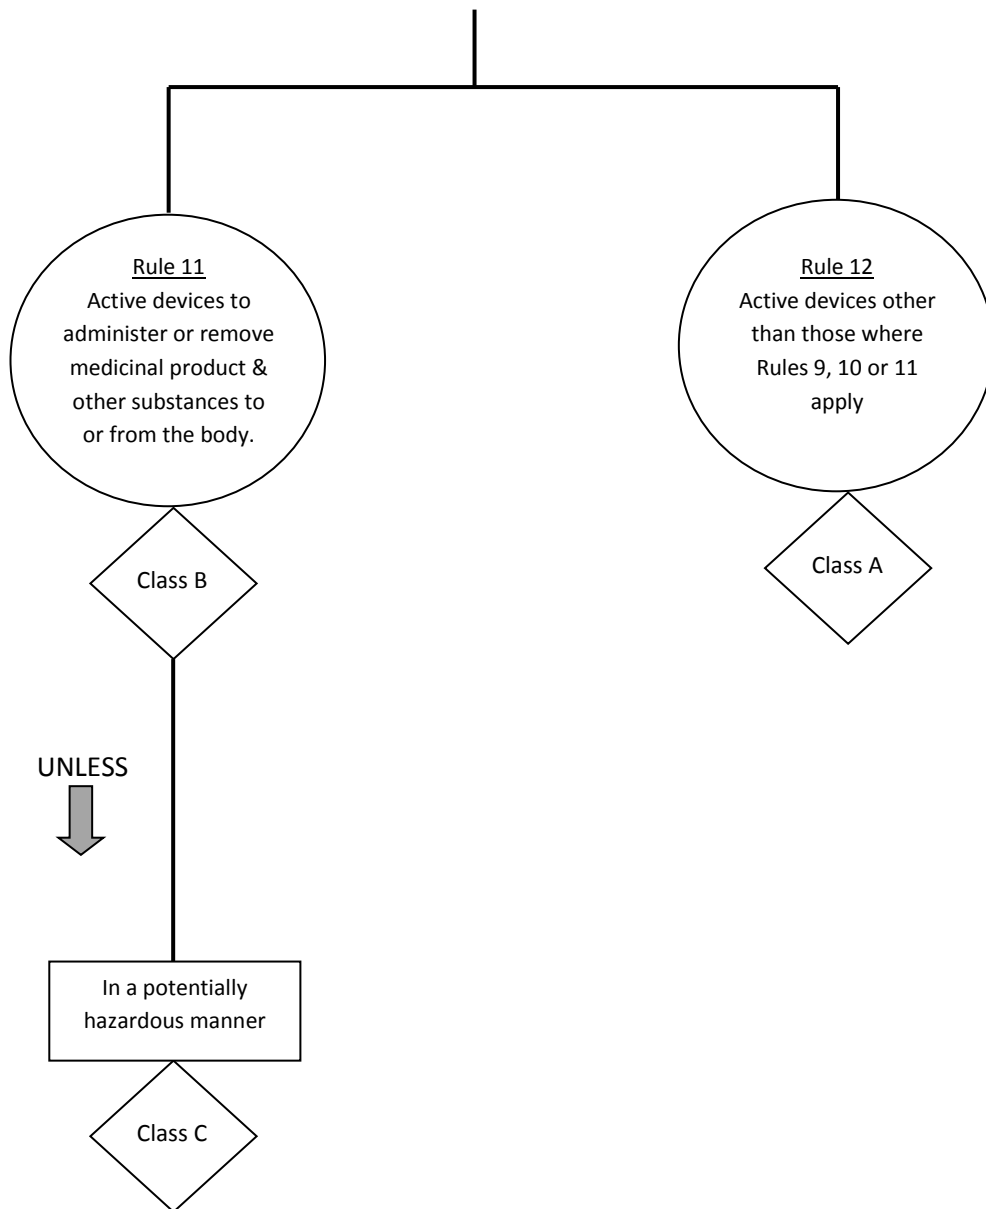 Rule 11
Active devices to
administer or remove
medicinal product &
other substances to
or from the body.
Rule 12
Active devices other
than those where
Rules 9, 10 or 11
apply
Class B
Class A
UNLESS
In a potentially
hazardous manner
Class C